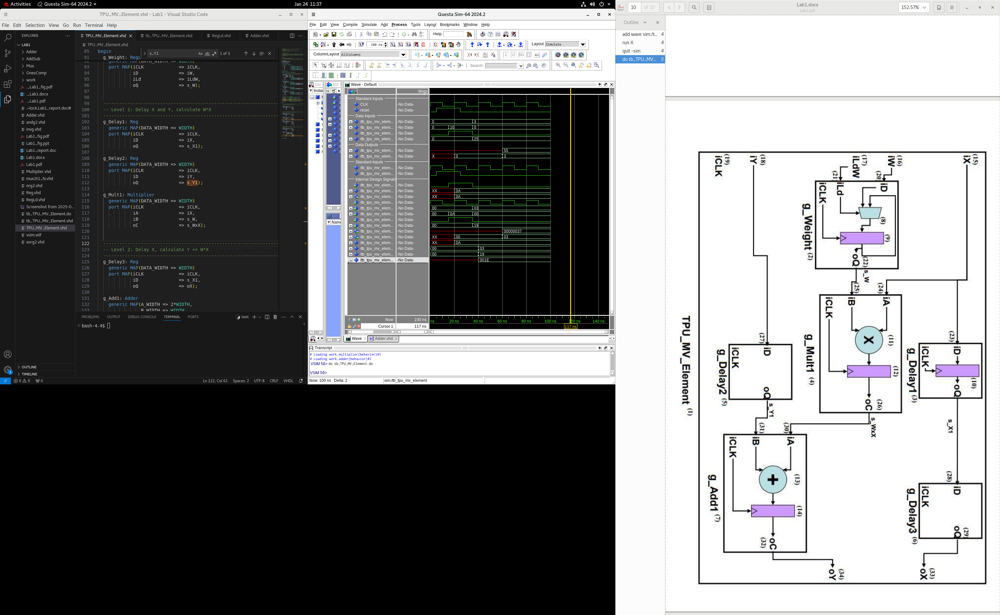 Activities
Questa Sim-64 2024.2
Jan 24 11:37
TPU_MV_Element.vhd - Lab1 - Visual Studio Code
File Edit Selection View Go Run Terminal Help
EXPLORER
TPU_MV_Element.vhd
tb_TPU_MV_Element.vhd
RegLd.vhd
Adder.vhd
LAB1
Adder
AddSub
Mux
OnesComp
work
._Lab1_fig.pdf
._Lab1.docx
._Lab1.pdf
.~lock.Lab1_report.doc#
Adder.vhd
andg2.vhd
invg.vhd
Lab1_fig.pdf
Lab1_fig.ppt
Lab1_report.doc
Lab1.docx
Lab1.pdf
Multiplier.vhd
mux2t1_N.vhd
org2.vhd
Reg.vhd
RegLd.vhd
Screenshot from 2025-0...
tb_TPU_MV_Element.do
tb_TPU_MV_Element.vhd
TPU_MV_Element.vhd
vsim.wlf
xorg2.vhd
OUTLINE
TIMELINE
TPU_MV_Element.vhd
s_Y1
Aa ab
1 of 3
85 begin
91 g_Weight: RegL
92 generic MAP(DATA_WIDTH => WIDTH)
93 port MAP(iCLK => iCLK,
94 iD => iW,
95 iLd => iLdW,
96 oQ => s_W);
97
98
99 ----------------------------------------------------------------
100 -- Level 1: Delay X and Y, calculate W*X
101 ----------------------------------------------------------------
102 g_Delay1: Reg
103 generic MAP(DATA_WIDTH => WIDTH)
104 port MAP(iCLK => iCLK,
105 iD => iX,
106 oQ => s_X1);
107
108 g_Delay2: Reg
109 generic MAP(DATA_WIDTH => WIDTH)
110 port MAP(iCLK => iCLK,
111 iD => iY,
112 oQ => s_Y1);
113
114 g_Mult1: Multiplier
115 generic MAP(DATA_WIDTH => WIDTH)
116 port MAP(iCLK => iCLK,
117 iA => iX,
118 iB => s_W,
119 oC => s_WxX);
120
121
122 ----------------------------------------------------------------
123 -- Level 2: Delay X, calculate Y += W*X
124 ----------------------------------------------------------------
125 g_Delay3: Reg
126 generic MAP(DATA_WIDTH => WIDTH)
127 port MAP(iCLK => iCLK,
128 iD => s_X1,
129 oQ => oX);
130
131 g_Add1: Adder
132 generic MAP(A_WIDTH => 2*WIDTH,
133 B_WIDTH => WIDTH,
PROBLEMS OUTPUT DEBUG CONSOLE TERMINAL PORTS
bash
bash-4.4$
1
0 0 0
Ln 122, Col 61 Spaces: 2 UTF-8 CRLF VHDL
Questa Sim-64 2024.2
File Edit View Compile Simulate Add Process Tools Layout Bookmarks Window Help
Help
100 ns
Layout Simulate
ColumnLayout AllColumns
Search:
Instan
Name
Wave - Default
Msgs
Standard Inputs
CLK -No Data-
reset -No Data-
Data Inputs
/tb_tpu_mv_elem... -No Data- 0 3
/tb_tpu_mv_elem... -No Data- 0 10 0
/tb_tpu_mv_elem... -No Data-
/tb_tpu_mv_elem... -No Data- 0 25
Data Outputs
/tb_tpu_mv_elem... -No Data- 55
/tb_tpu_mv_elem... -No Data- X 0 3
Standard Inputs
/tb_tpu_mv_elem... -No Data-
/tb_tpu_mv_elem... -No Data-
Internal Design Signals
/tb_tpu_mv_elem... -No Data-
/tb_tpu_mv_elem... -No Data- XX 0A
/tb_tpu_mv_elem... -No Data- XX 0A
/tb_tpu_mv_elem... -No Data-
/tb_tpu_mv_elem... -No Data- 00 03
/tb_tpu_mv_elem... -No Data- 00 0A 00
/tb_tpu_mv_elem... -No Data-
/tb_tpu_mv_elem... -No Data- 00 19
/tb_tpu_mv_elem... -No Data- 00000037
/tb_tpu_mv_elem... -No Data- XX 00 03
/tb_tpu_mv_elem... -No Data- XX 0A
/tb_tpu_mv_elem... -No Data- 00 03
/tb_tpu_mv_elem... -No Data- 00 19
/tb_tpu_mv_elem... -No Data- 001E
Now 100 ns
ns 20 ns 40 ns 60 ns 80 ns 100 ns 120 ns 140 ns
Cursor 1 117 ns
117 ns
Wave
Adder.vhd
Transcript
# Loading work.multiplier(behavior)#1
# Loading work.adder(behavior)#1
VSIM 58> do tb_TPU_MV_Element.do
VSIM 59>
Now: 100 ns Delta: 2
sim:/tb_tpu_mv_element
10 of 10
Lab1.docx
Lab1.pdf
152.57%
Outline
add wave sim:/t... 4
run X 4
quit -sim 4
do tb_TPU_MV... 5
iX (15)
iW (16)
iLdW (17)
iY (18)
iCLK (19)
(20) iD
(21) iLd
iCLK
(8)
(9)
oQ (22)
g_Weight (2)
s_W
(24) iA
(25) iB
iCLK
X (11)
(12)
oC (26)
g_Mult1 (4)
s_WxX
(23) iD
iCLK
(10)
oQ
g_Delay1 (3)
s_X1
(27) iD
iCLK
oQ
g_Delay2 (5)
s_Y1
(30) iA
(31) iB
iCLK
+ (13)
(14)
oC (32)
g_Add1 (7)
(28) iD
iCLK
oQ (29)
g_Delay3 (6)
oX (33)
oY (34)
TPU_MV_Element (1)